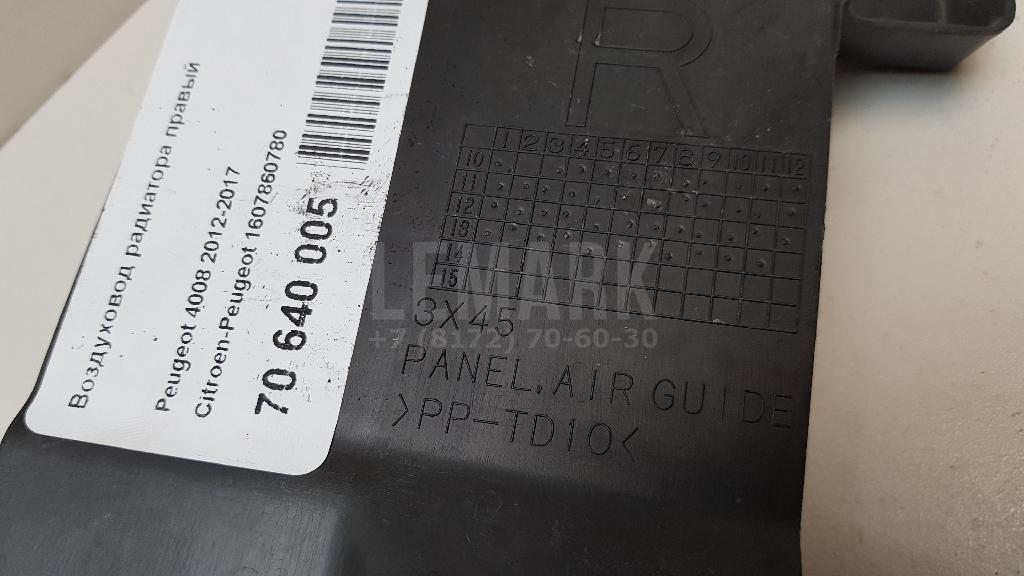 Воздуховод радиатора правый
Peugeot 4008 2012-2017
Citroen-Peugeot 1607860780
70 640 005
R
1 2 3 4 5 6 7 8 9 10 11 12
10
11
12
13
14
15
LEMARK
+7 (8172) 70-60-30
3X45
PANEL, AIR GUIDE
>PP-TD10<